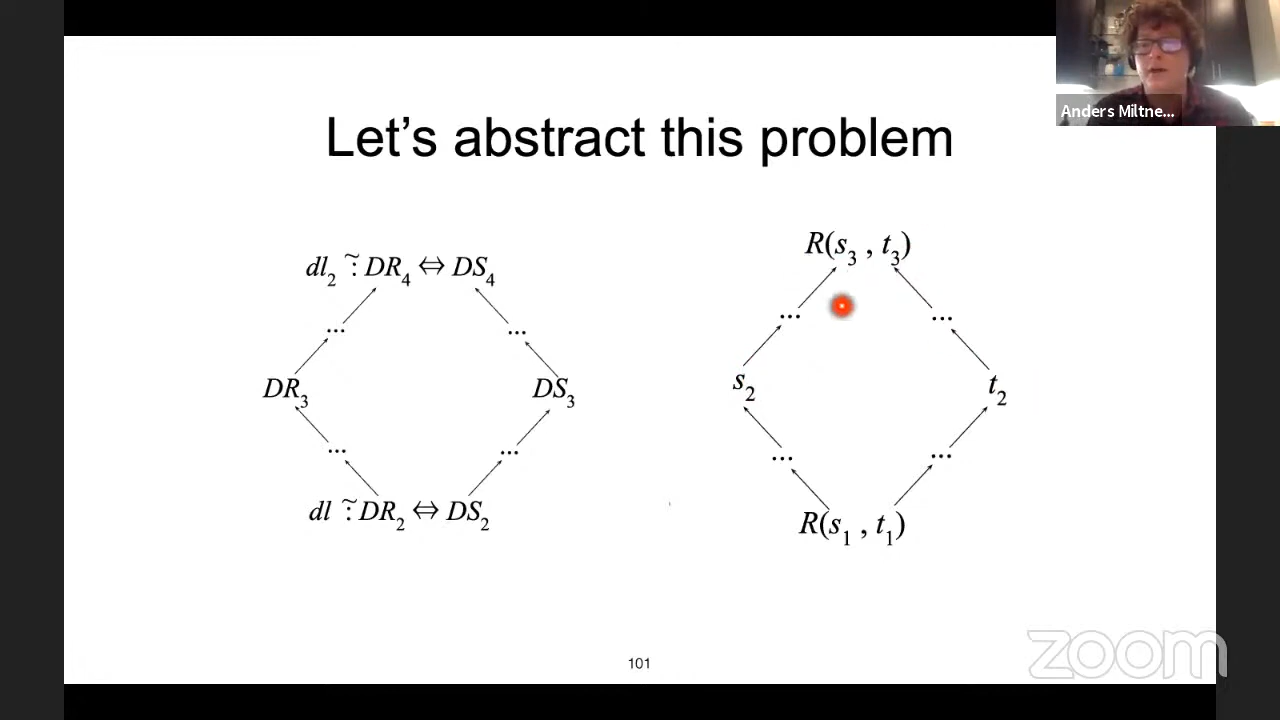 Anders Miltne...
Let's abstract this problem
dl₂ ⋮̃ DR₄ ⇔ DS₄
R(s₃ , t₃)
... ... ... ...
DR₃ DS₃ s₂ t₂
... ... ... ...
dl ⋮̃ DR₂ ⇔ DS₂
R(s₁ , t₁)
101
zoom